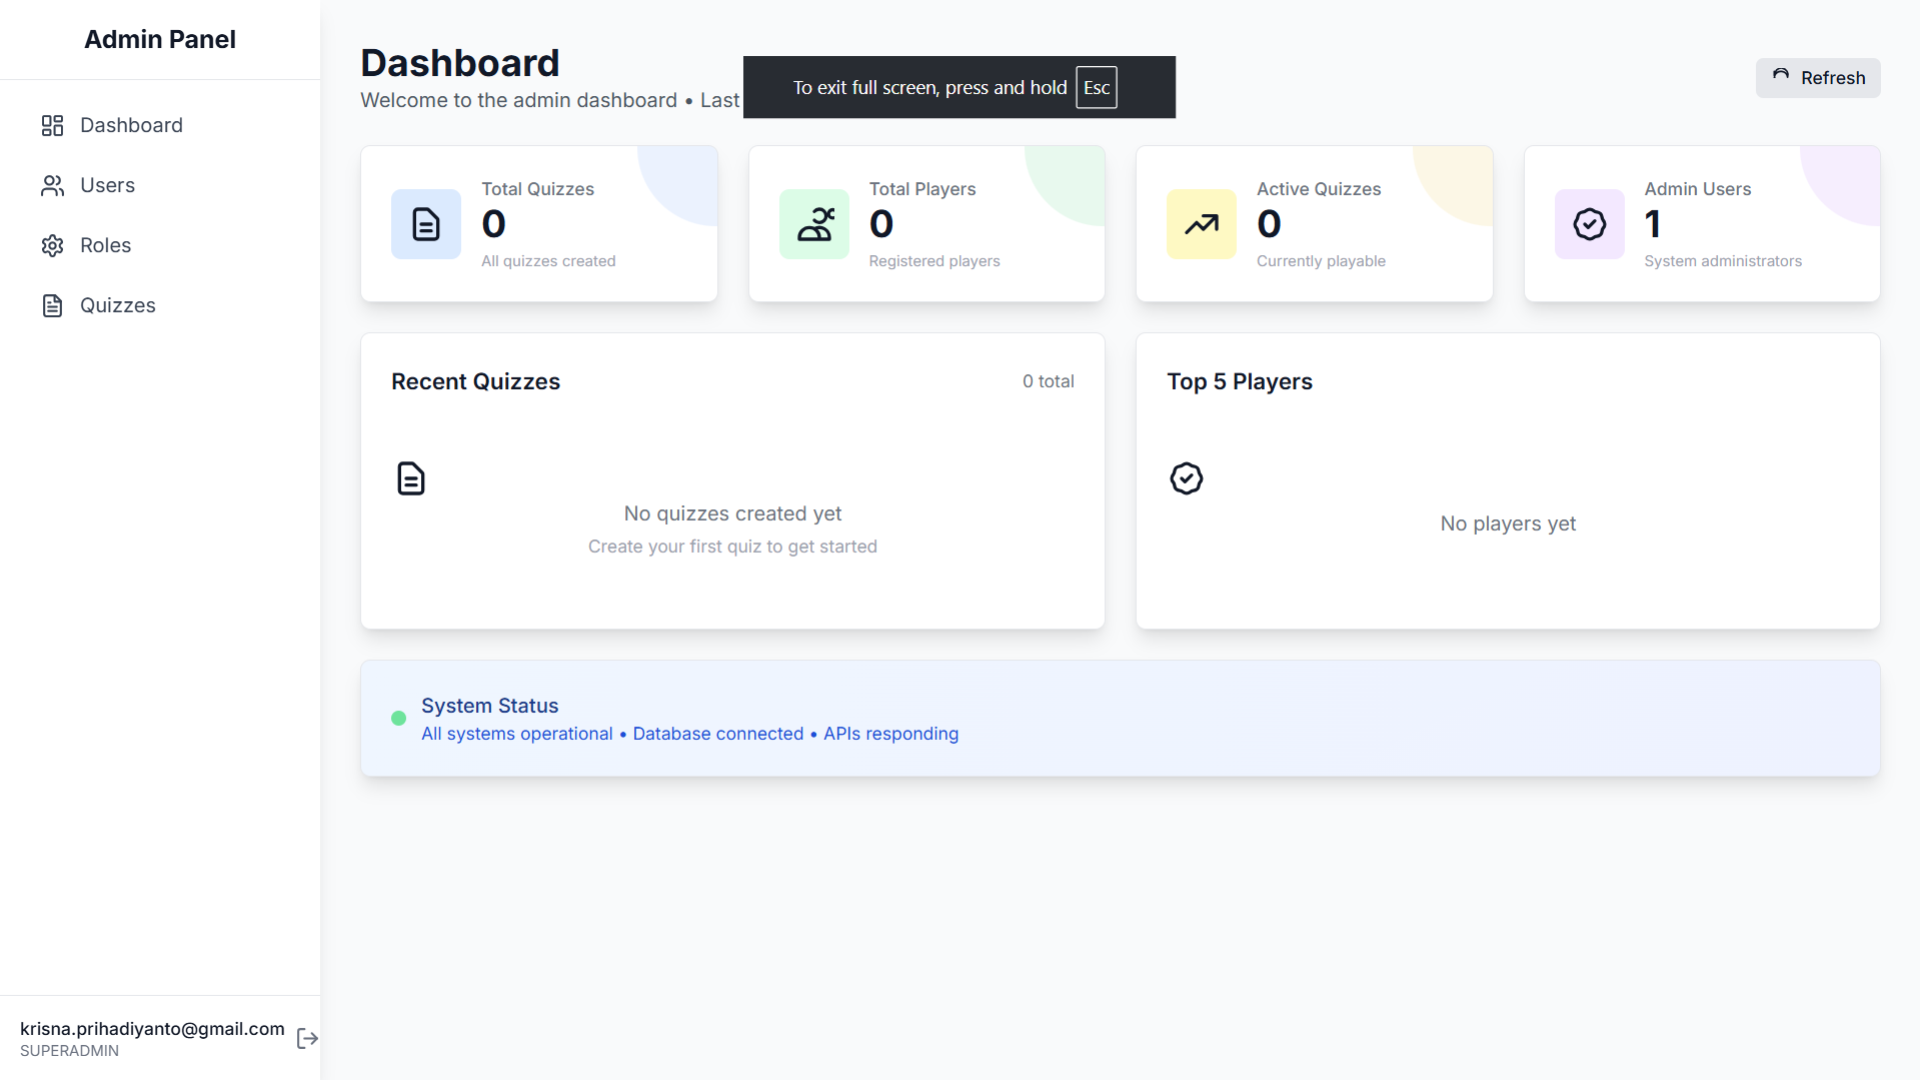 Admin Panel
Dashboard
Users
Roles
Quizzes
krisna.prihadiyanto@gmail.com
SUPERADMIN
Dashboard
Welcome to the admin dashboard • Last
To exit full screen, press and hold Esc
Refresh
Total Quizzes
0
All quizzes created
Total Players
0
Registered players
Active Quizzes
0
Currently playable
Admin Users
1
System administrators
Recent Quizzes
0 total
No quizzes created yet
Create your first quiz to get started
Top 5 Players
No players yet
System Status
All systems operational • Database connected • APIs responding